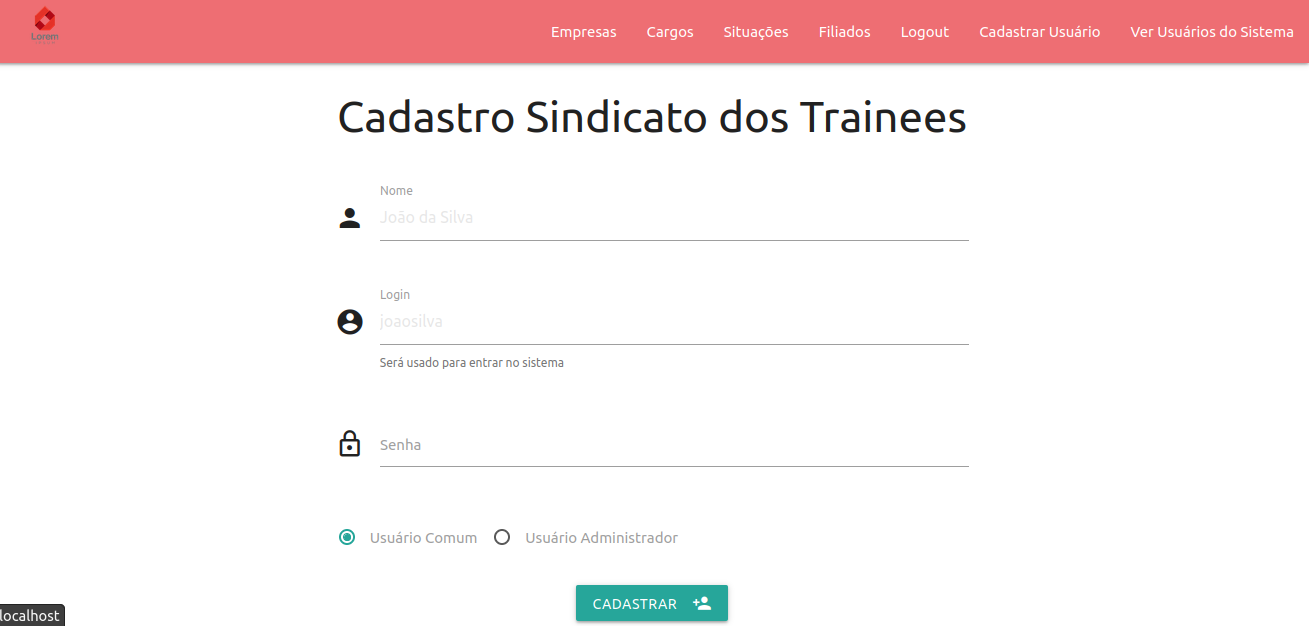 Lorem
Empresas Cargos Situações Filiados Logout Cadastrar Usuário Ver Usuários do Sistema
Cadastro Sindicato dos Trainees
Nome
João da Silva
Login
joaosilva
Será usado para entrar no sistema
Senha
Usuário Comum Usuário Administrador
CADASTRAR
localhost